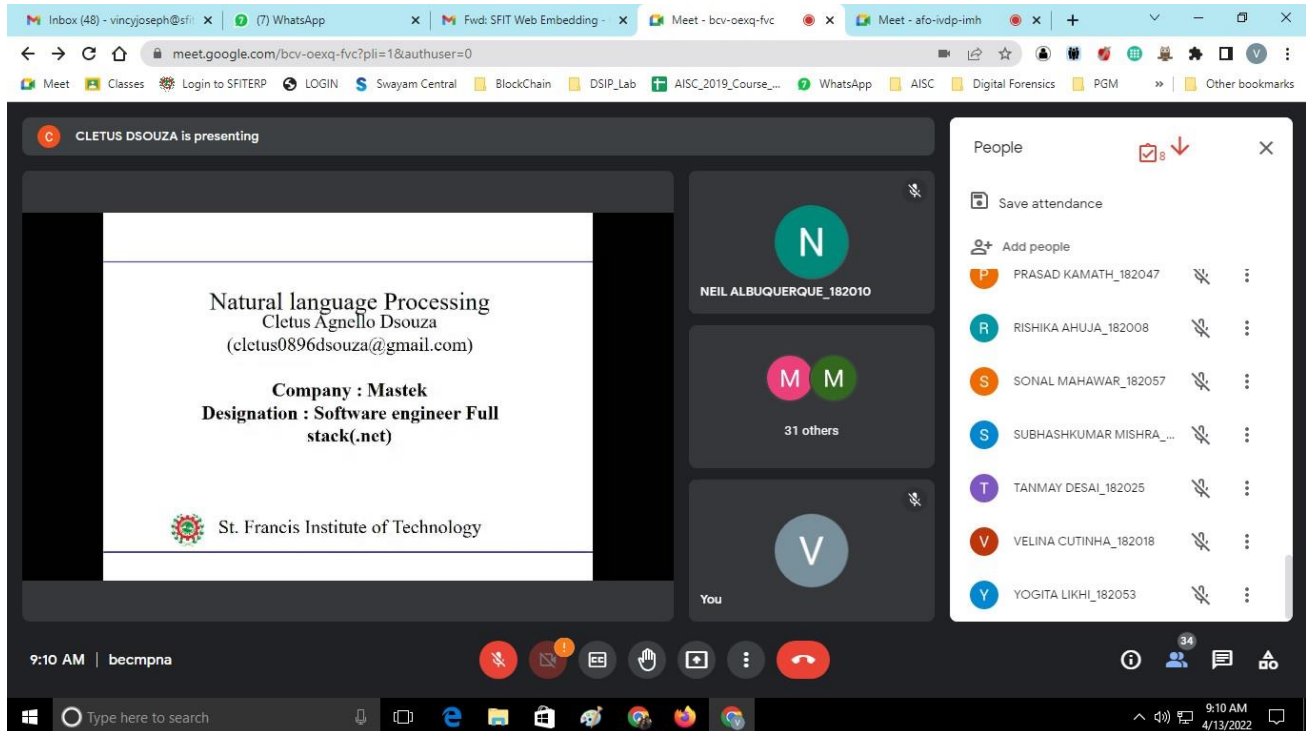 Inbox (48) - vincyjoseph@sfi
(7) WhatsApp
Fwd: SFIT Web Embedding -
Meet - bcv-oexq-fvc
Meet - afo-ivdp-imh
meet.google.com/bcv-oexq-fvc?pli=1&authuser=0
Meet
Classes
Login to SFITERP
LOGIN
Swayam Central
BlockChain
DSIP_Lab
AISC_2019_Course_...
WhatsApp
AISC
Digital Forensics
PGM
»
Other bookmarks
C
CLETUS DSOUZA is presenting
Natural language Processing
Cletus Agnello Dsouza
(cletus0896dsouza@gmail.com)
Company : Mastek
Designation : Software engineer Full
stack(.net)
St. Francis Institute of Technology
N
NEIL ALBUQUERQUE_182010
M M
31 others
V
You
People
8
Save attendance
Add people
P PRASAD KAMATH_182047
R RISHIKA AHUJA_182008
S SONAL MAHAWAR_182057
S SUBHASHKUMAR MISHRA_...
T TANMAY DESAI_182025
V VELINA CUTINHA_182018
Y YOGITA LIKHI_182053
9:10 AM | becmpna
CC
34
Type here to search
9:10 AM
4/13/2022